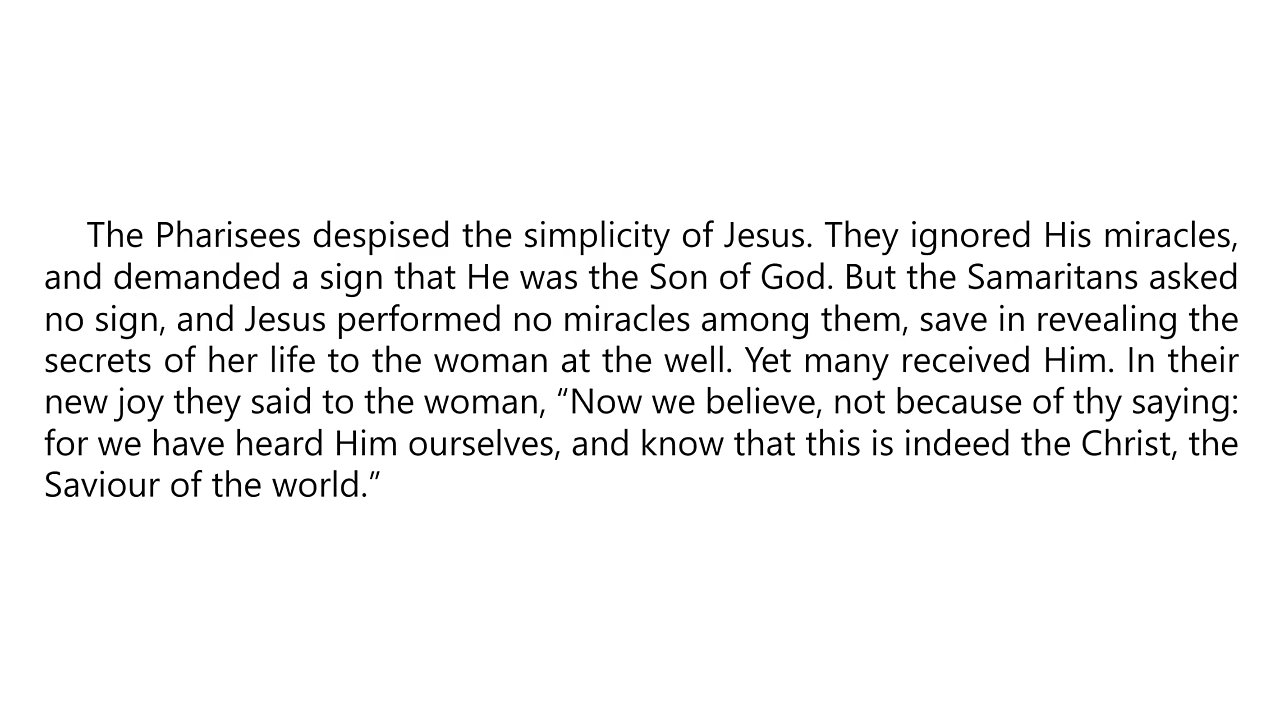 The Pharisees despised the simplicity of Jesus. They ignored His miracles,
and demanded a sign that He was the Son of God. But the Samaritans asked
no sign, and Jesus performed no miracles among them, save in revealing the
secrets of her life to the woman at the well. Yet many received Him. In their
new joy they said to the woman, “Now we believe, not because of thy saying:
for we have heard Him ourselves, and know that this is indeed the Christ, the
Saviour of the world.”